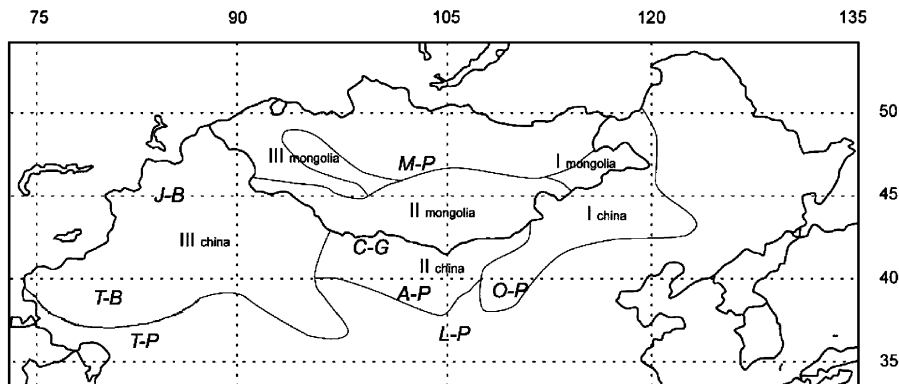 75 90 105 120 135
50
III mongolia M-P I mongolia
J-B 45
II mongolia I china
III china C-G
II china
40
T-B A-P O-P
T-P L-P
35